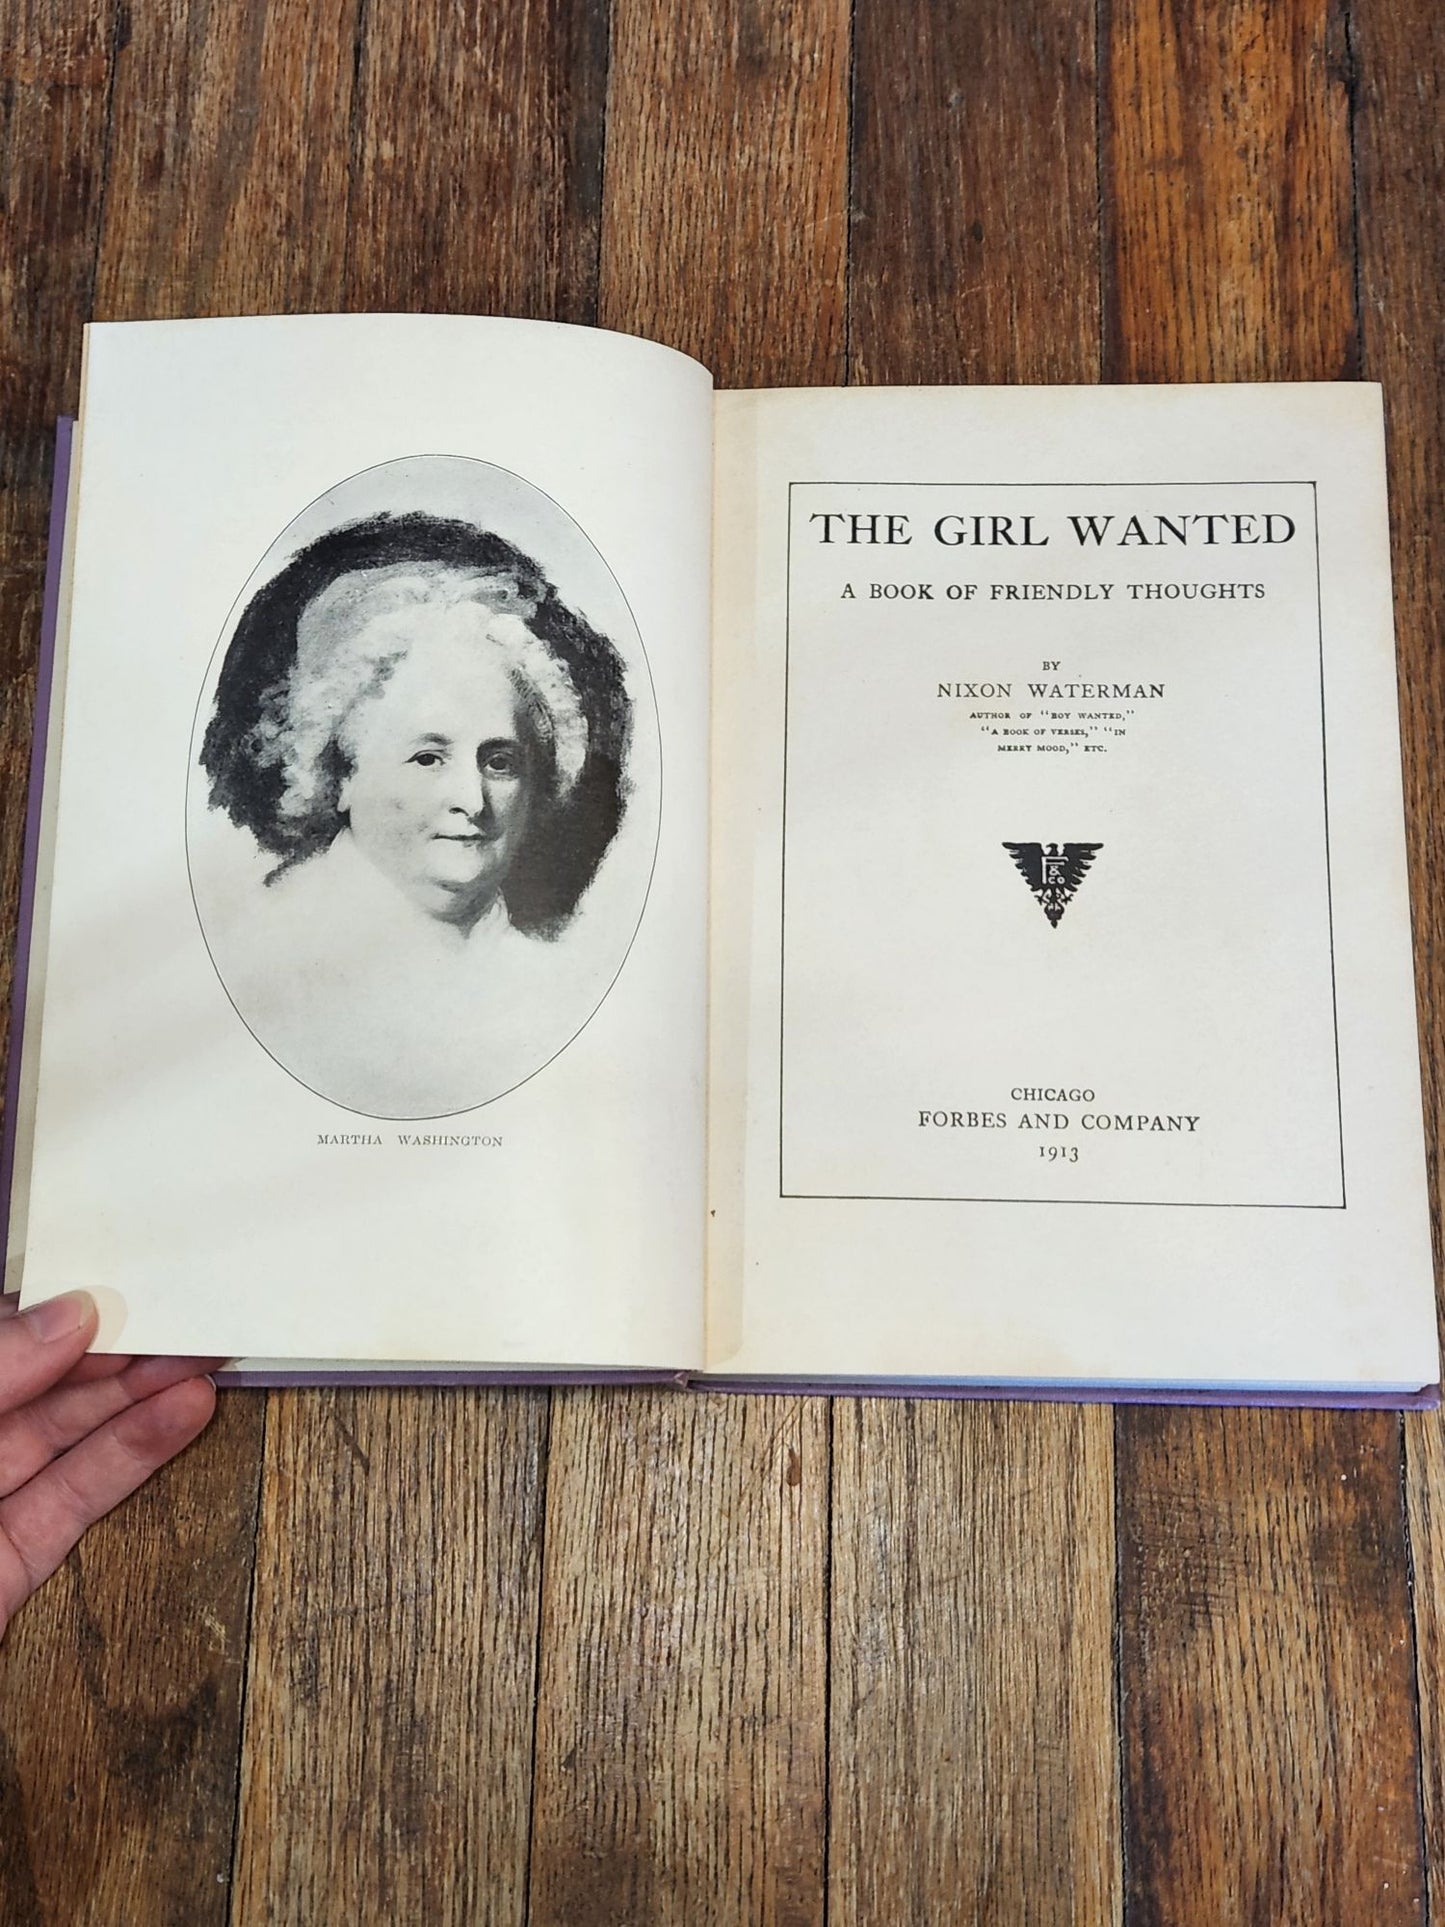 MARTHA WASHINGTON
THE GIRL WANTED
A BOOK OF FRIENDLY THOUGHTS
BY
NIXON WATERMAN
AUTHOR OF "BOY WANTED,"
"A BOOK OF VERSES," "IN
MERRY MOOD," ETC.
F
&
CO
CHICAGO
FORBES AND COMPANY
1913